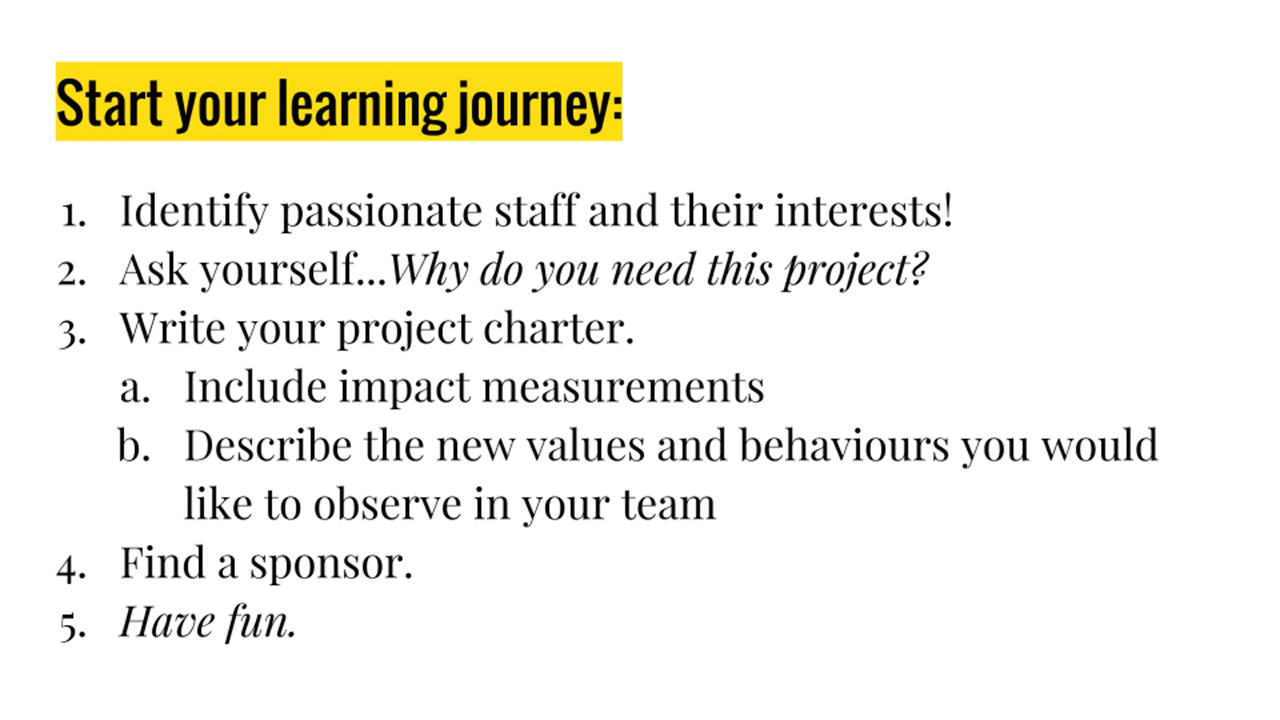 Start your learning journey:
1. Identify passionate staff and their interests!
2. Ask yourself...Why do you need this project?
3. Write your project charter.
a. Include impact measurements
b. Describe the new values and behaviours you would
like to observe in your team
4. Find a sponsor.
5. Have fun.